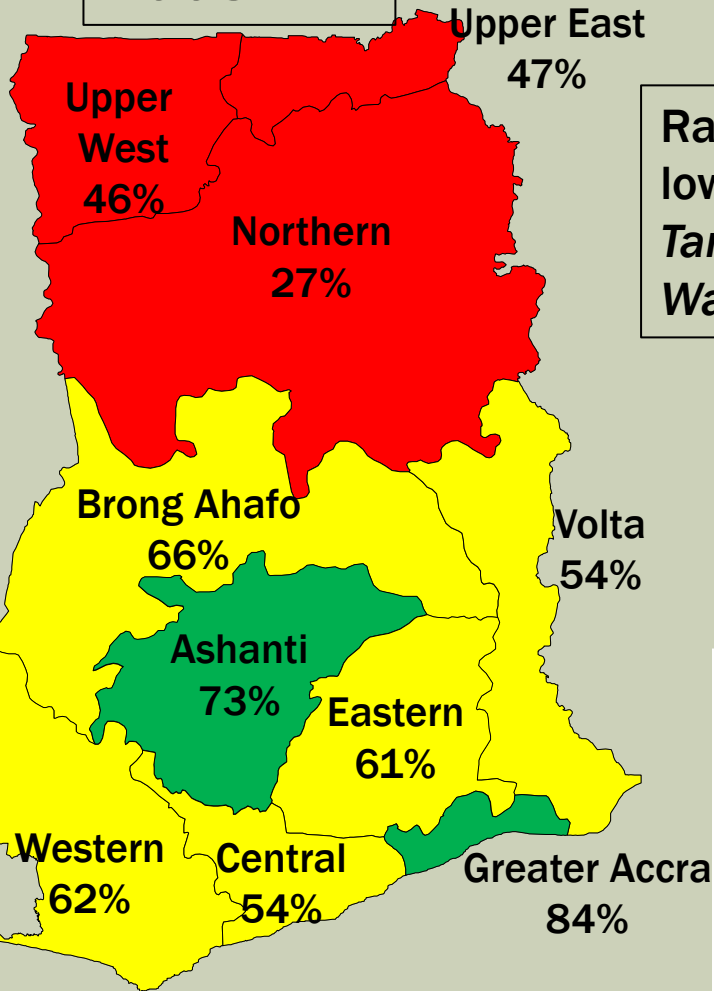 Upper East
47%
Upper
West
46%
Northern
27%
Brong Ahafo
66%
Volta
54%
Ashanti
73%
Eastern
61%
Western
62%
Central
54%
Greater Accra
84%